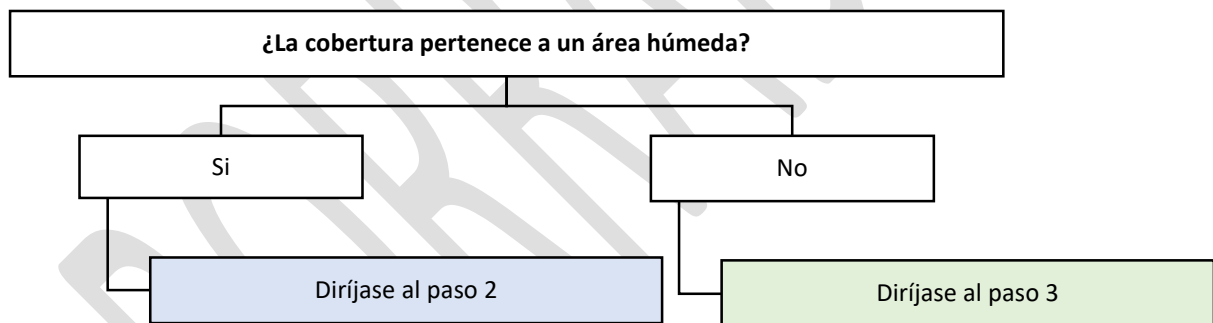 ¿La cobertura pertenece a un área húmeda?
Si
No
Diríjase al paso 2
Diríjase al paso 3